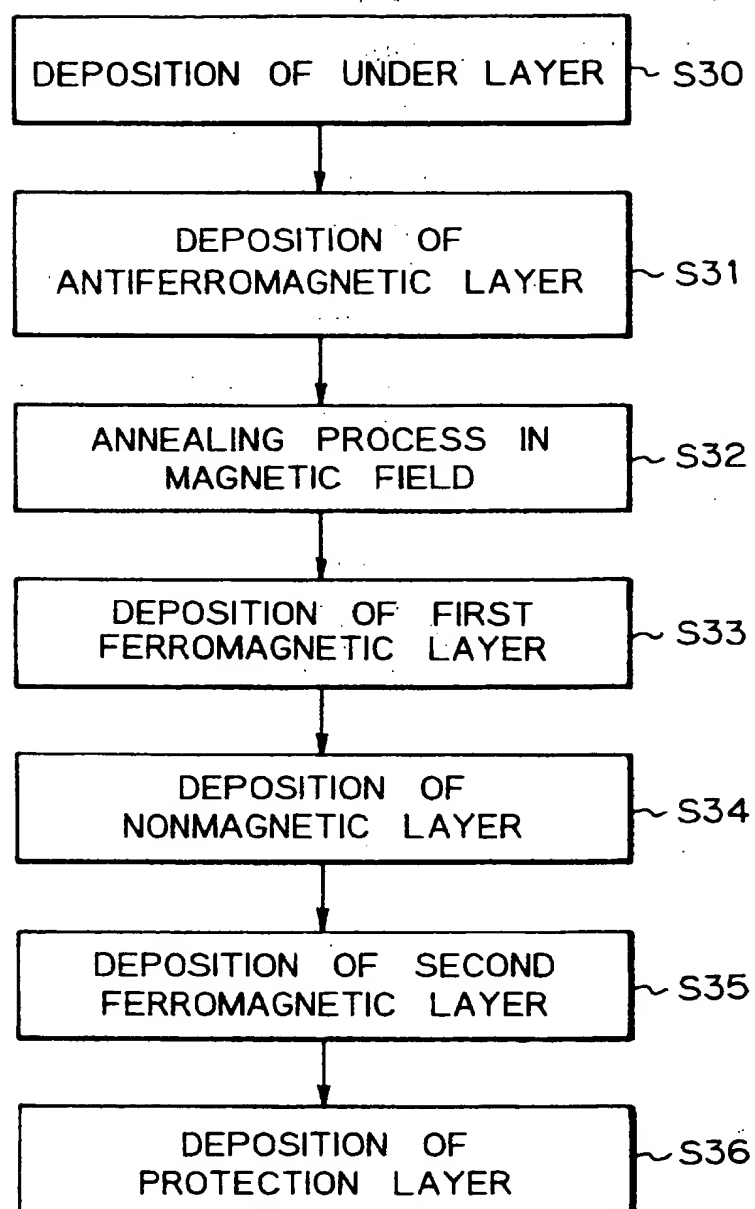 DEPOSITION OF UNDER LAYER S30
DEPOSITION OF
ANTIFERROMAGNETIC LAYER S31
ANNEALING PROCESS IN
MAGNETIC FIELD S32
DEPOSITION OF FIRST
FERROMAGNETIC LAYER S33
DEPOSITION OF
NONMAGNETIC LAYER S34
DEPOSITION OF SECOND
FERROMAGNETIC LAYER S35
DEPOSITION OF
PROTECTION LAYER S36